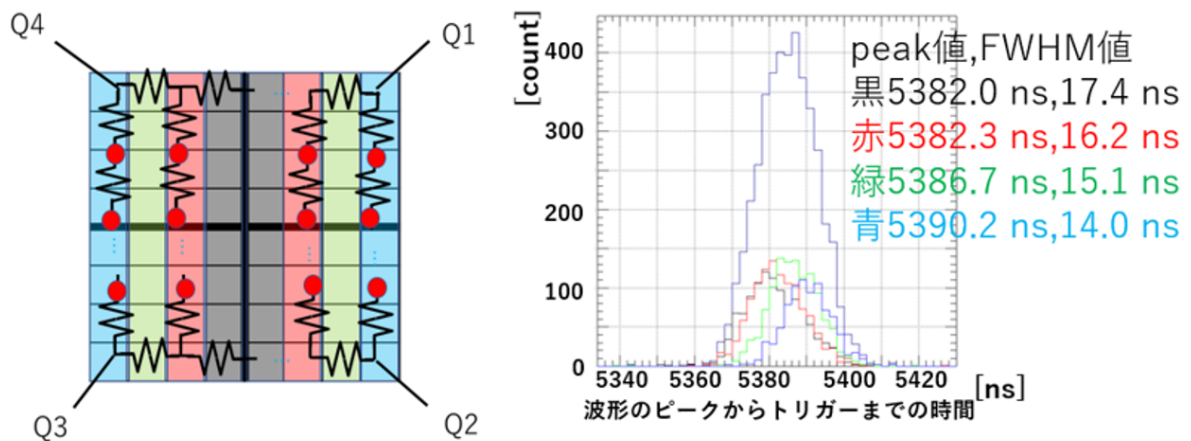 Q4
Q1
Q3
Q2
[count]
400
300
200
100
0
5340
5360
5380
5400
5420
[ns]
波形のピークからトリガーまでの時間
peak値,FWHM値
黒5382.0 ns,17.4 ns
赤5382.3 ns,16.2 ns
緑5386.7 ns,15.1 ns
青5390.2 ns,14.0 ns